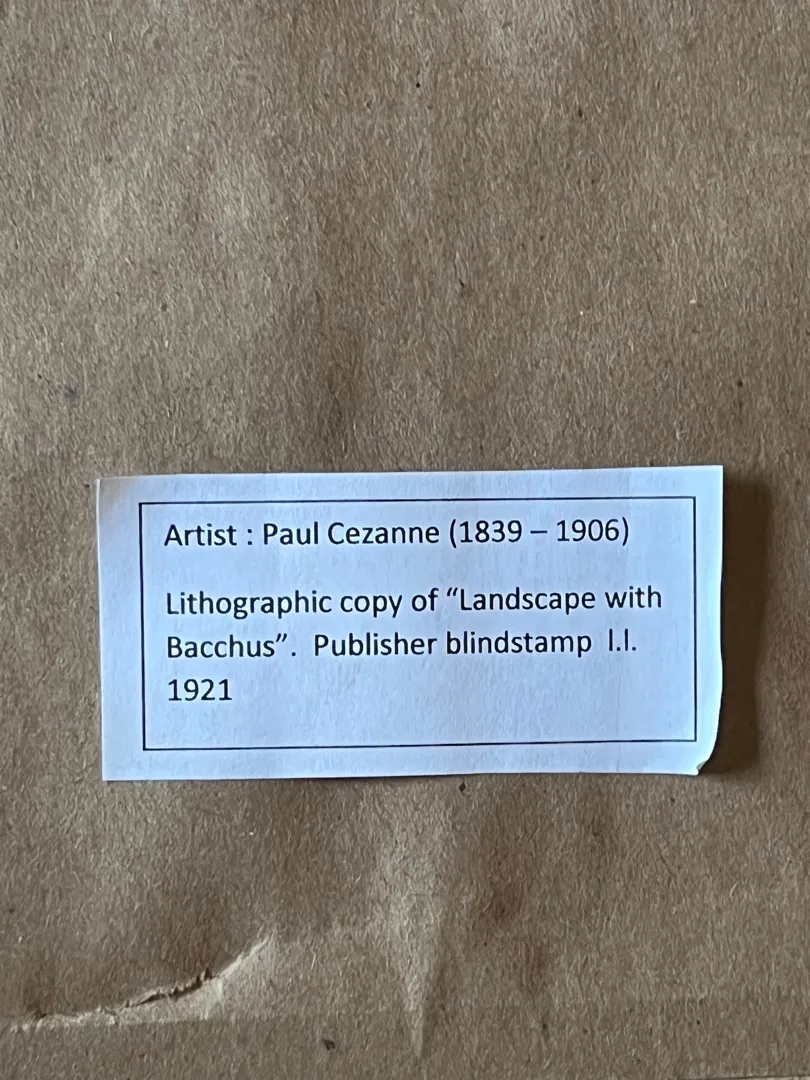 Artist : Paul Cezanne (1839 – 1906)
Lithographic copy of “Landscape with
Bacchus”.  Publisher blindstamp  l.l.
1921